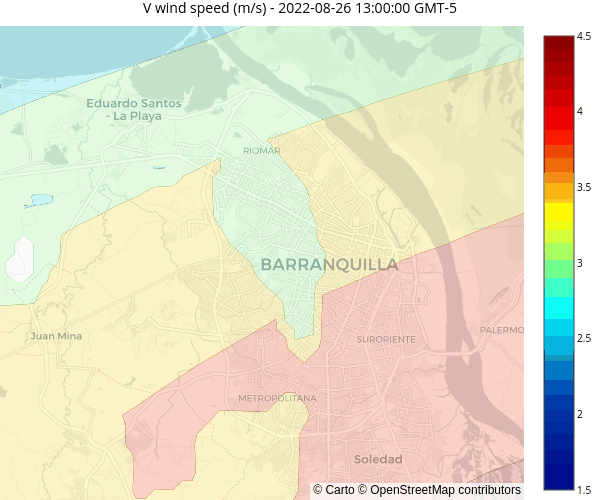 V wind speed (m/s) - 2022-08-26 13:00:00 GMT-5
4.5
4
3.5
3
2.5
2
1.5
Eduardo Santos
- La Playa
RIOMAR
BARRANQUILLA
Juan Mina
SURORIENTE
PALERMO
METROPOLITANA
Soledad
© Carto © OpenStreetMap contributors